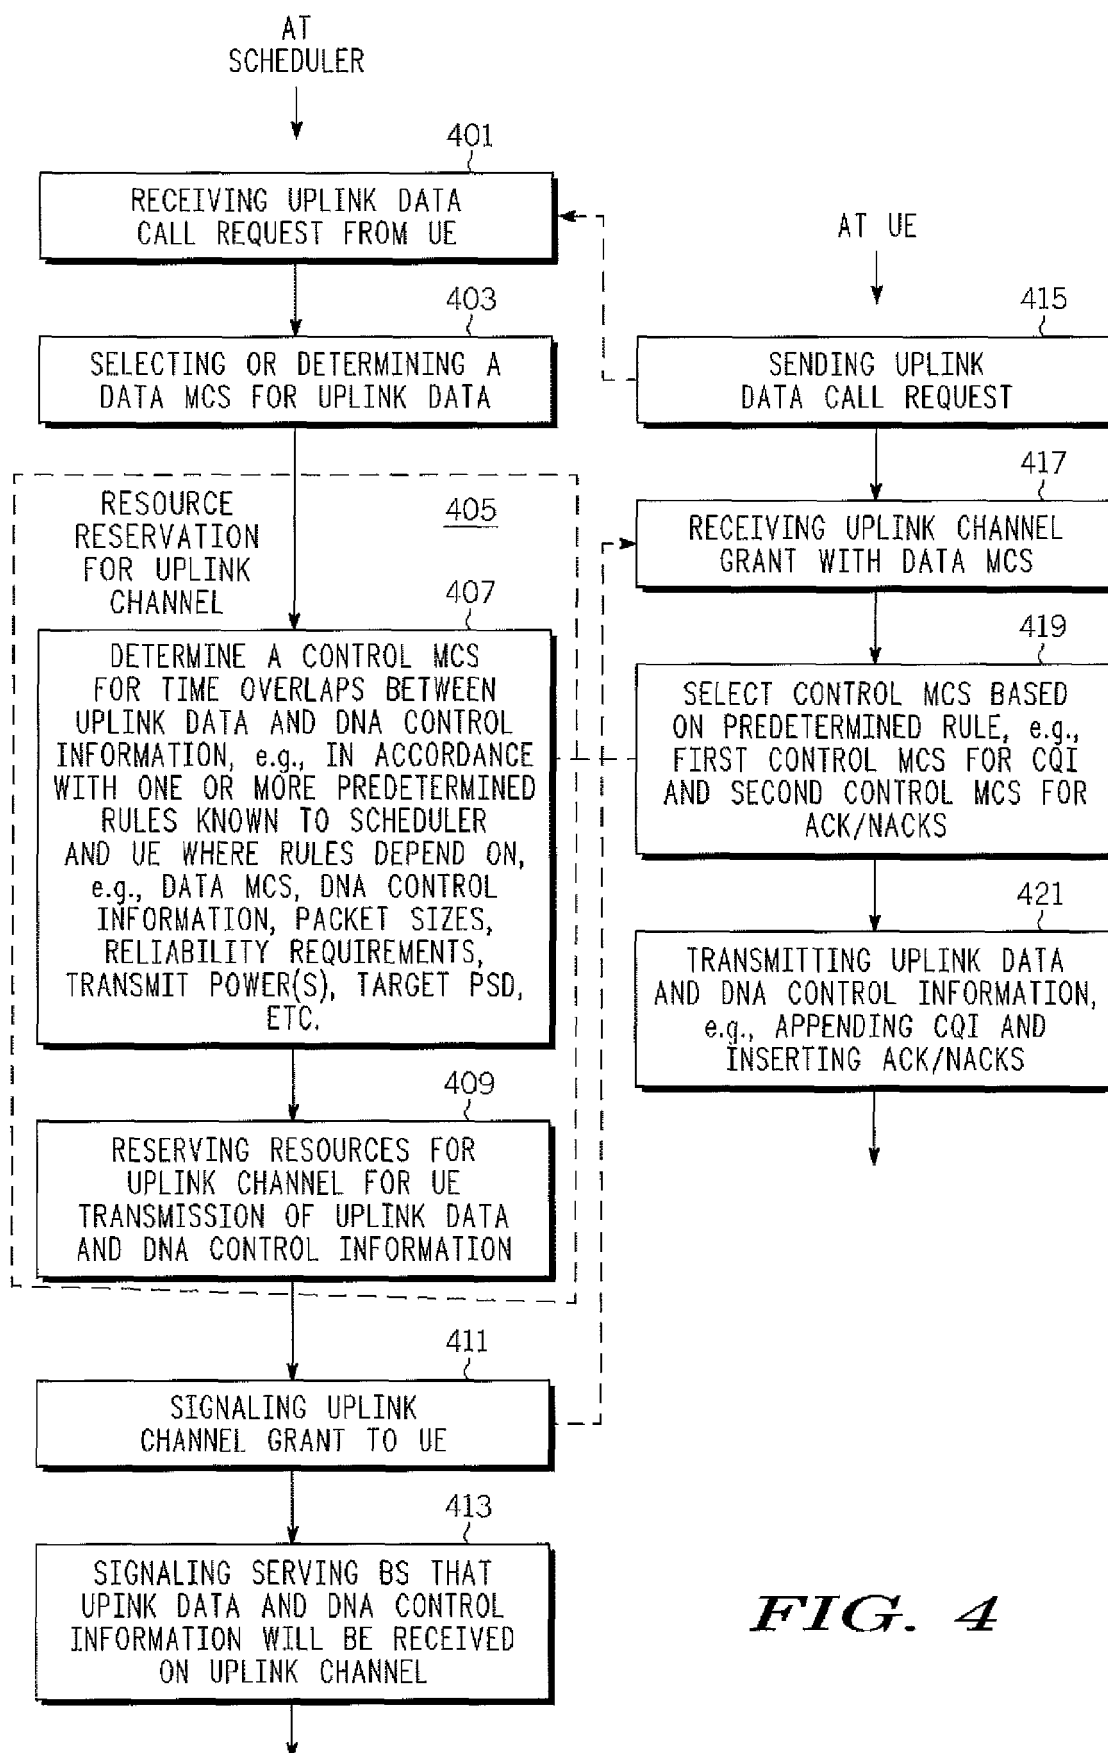 AT
SCHEDULER
401
RECEIVING UPLINK DATA
CALL REQUEST FROM UE
403
SELECTING OR DETERMINING A
DATA MCS FOR UPLINK DATA
RESOURCE
RESERVATION
FOR UPLINK
CHANNEL
405
407
DETERMINE A CONTROL MCS
FOR TIME OVERLAPS BETWEEN
UPLINK DATA AND DNA CONTROL
INFORMATION, e.g., IN ACCORDANCE
WITH ONE OR MORE PREDETERMINED
RULES KNOWN TO SCHEDULER
AND UE WHERE RULES DEPEND ON,
e.g., DATA MCS, DNA CONTROL
INFORMATION, PACKET SIZES,
RELIABILITY REQUIREMENTS,
TRANSMIT POWER(S), TARGET PSD,
ETC.
409
RESERVING RESOURCES FOR
UPLINK CHANNEL FOR UE
TRANSMISSION OF UPLINK DATA
AND DNA CONTROL INFORMATION
411
SIGNALING UPLINK
CHANNEL GRANT TO UE
413
SIGNALING SERVING BS THAT
UPINK DATA AND DNA CONTROL
INFORMATION WILL BE RECEIVED
ON UPLINK CHANNEL
AT UE
415
SENDING UPLINK
DATA CALL REQUEST
417
RECEIVING UPLINK CHANNEL
GRANT WITH DATA MCS
419
SELECT CONTROL MCS BASED
ON PREDETERMINED RULE, e.g.,
FIRST CONTROL MCS FOR CQI
AND SECOND CONTROL MCS FOR
ACK/NACKS
421
TRANSMITTING UPLINK DATA
AND DNA CONTROL INFORMATION,
e.g., APPENDING CQI AND
INSERTING ACK/NACKS
FIG. 4